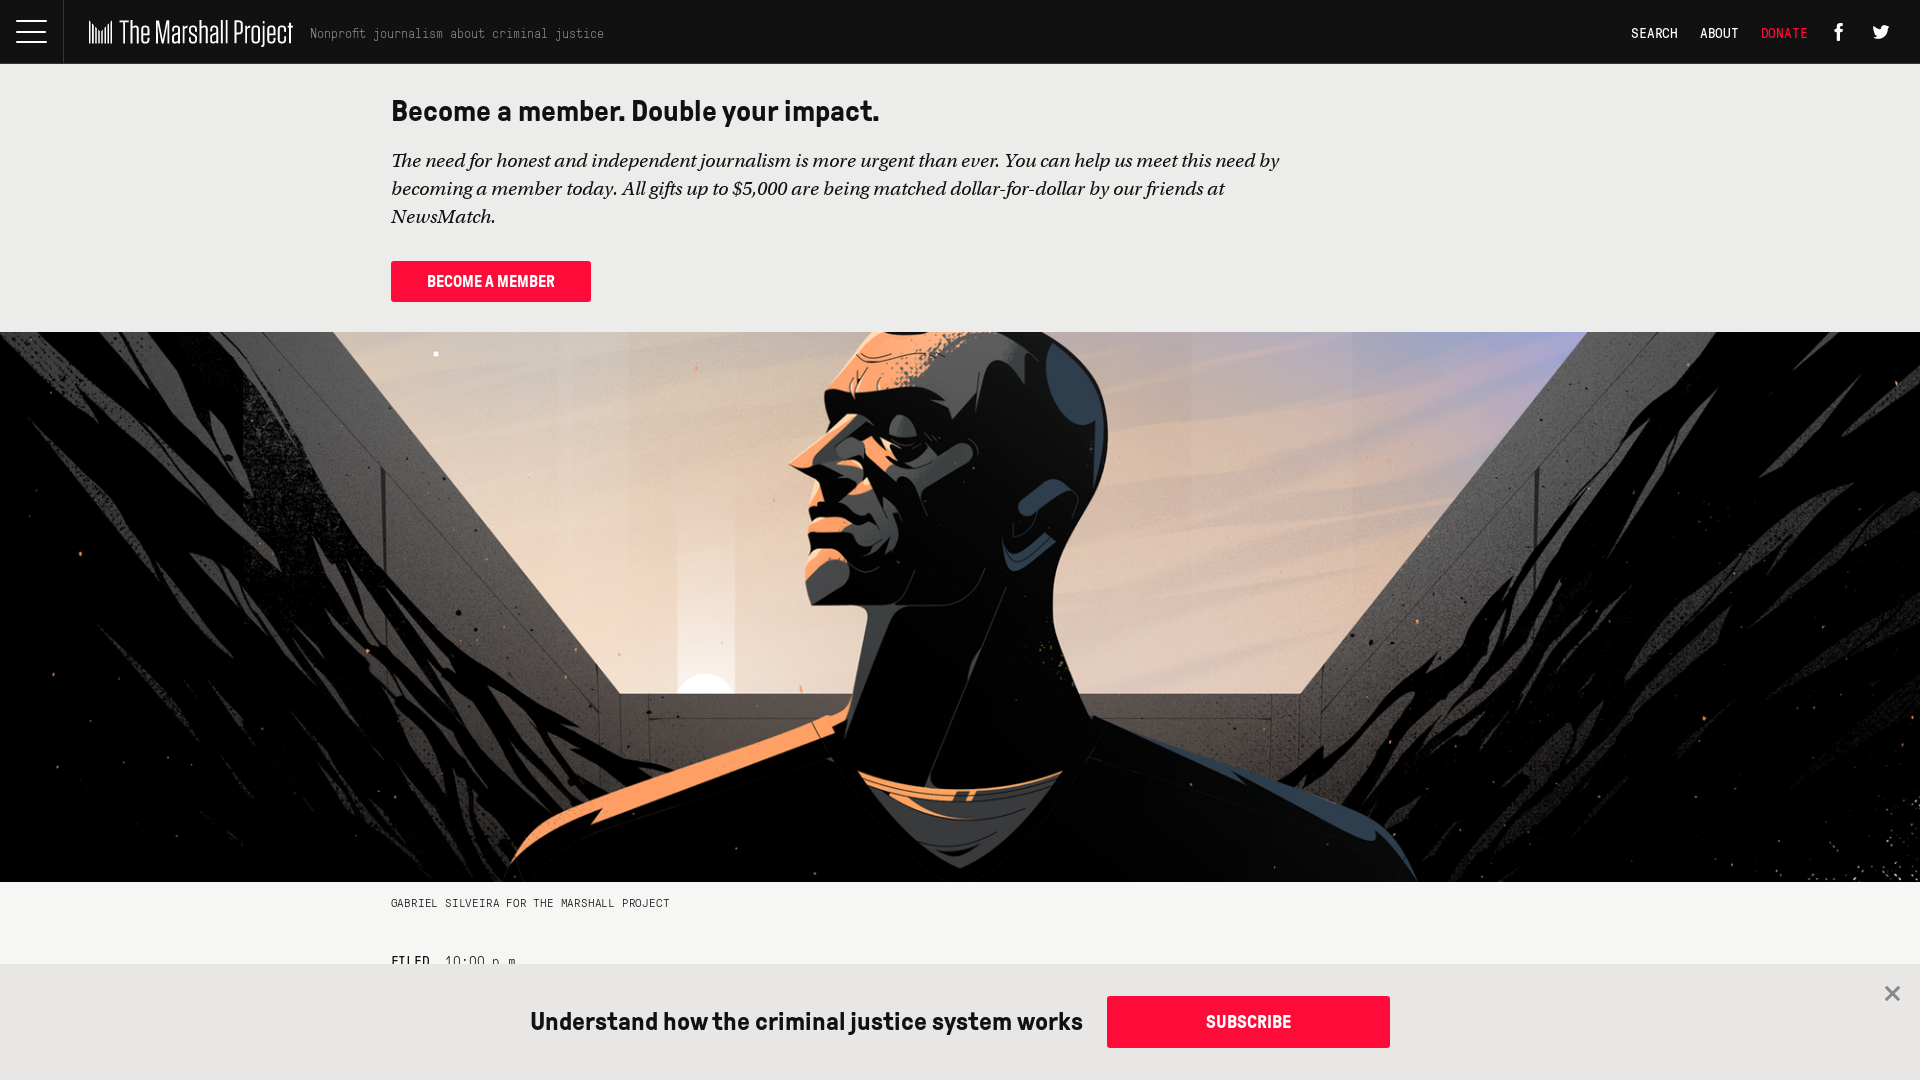 The Marshall Project
Nonprofit journalism about criminal justice
SEARCH
ABOUT
DONATE
Become a member. Double your impact.
The need for honest and independent journalism is more urgent than ever. You can help us meet this need by
becoming a member today. All gifts up to $5,000 are being matched dollar-for-dollar by our friends at
NewsMatch.
BECOME A MEMBER
GABRIEL SILVEIRA FOR THE MARSHALL PROJECT
FILED 10:00 p.m.
Understand how the criminal justice system works
SUBSCRIBE